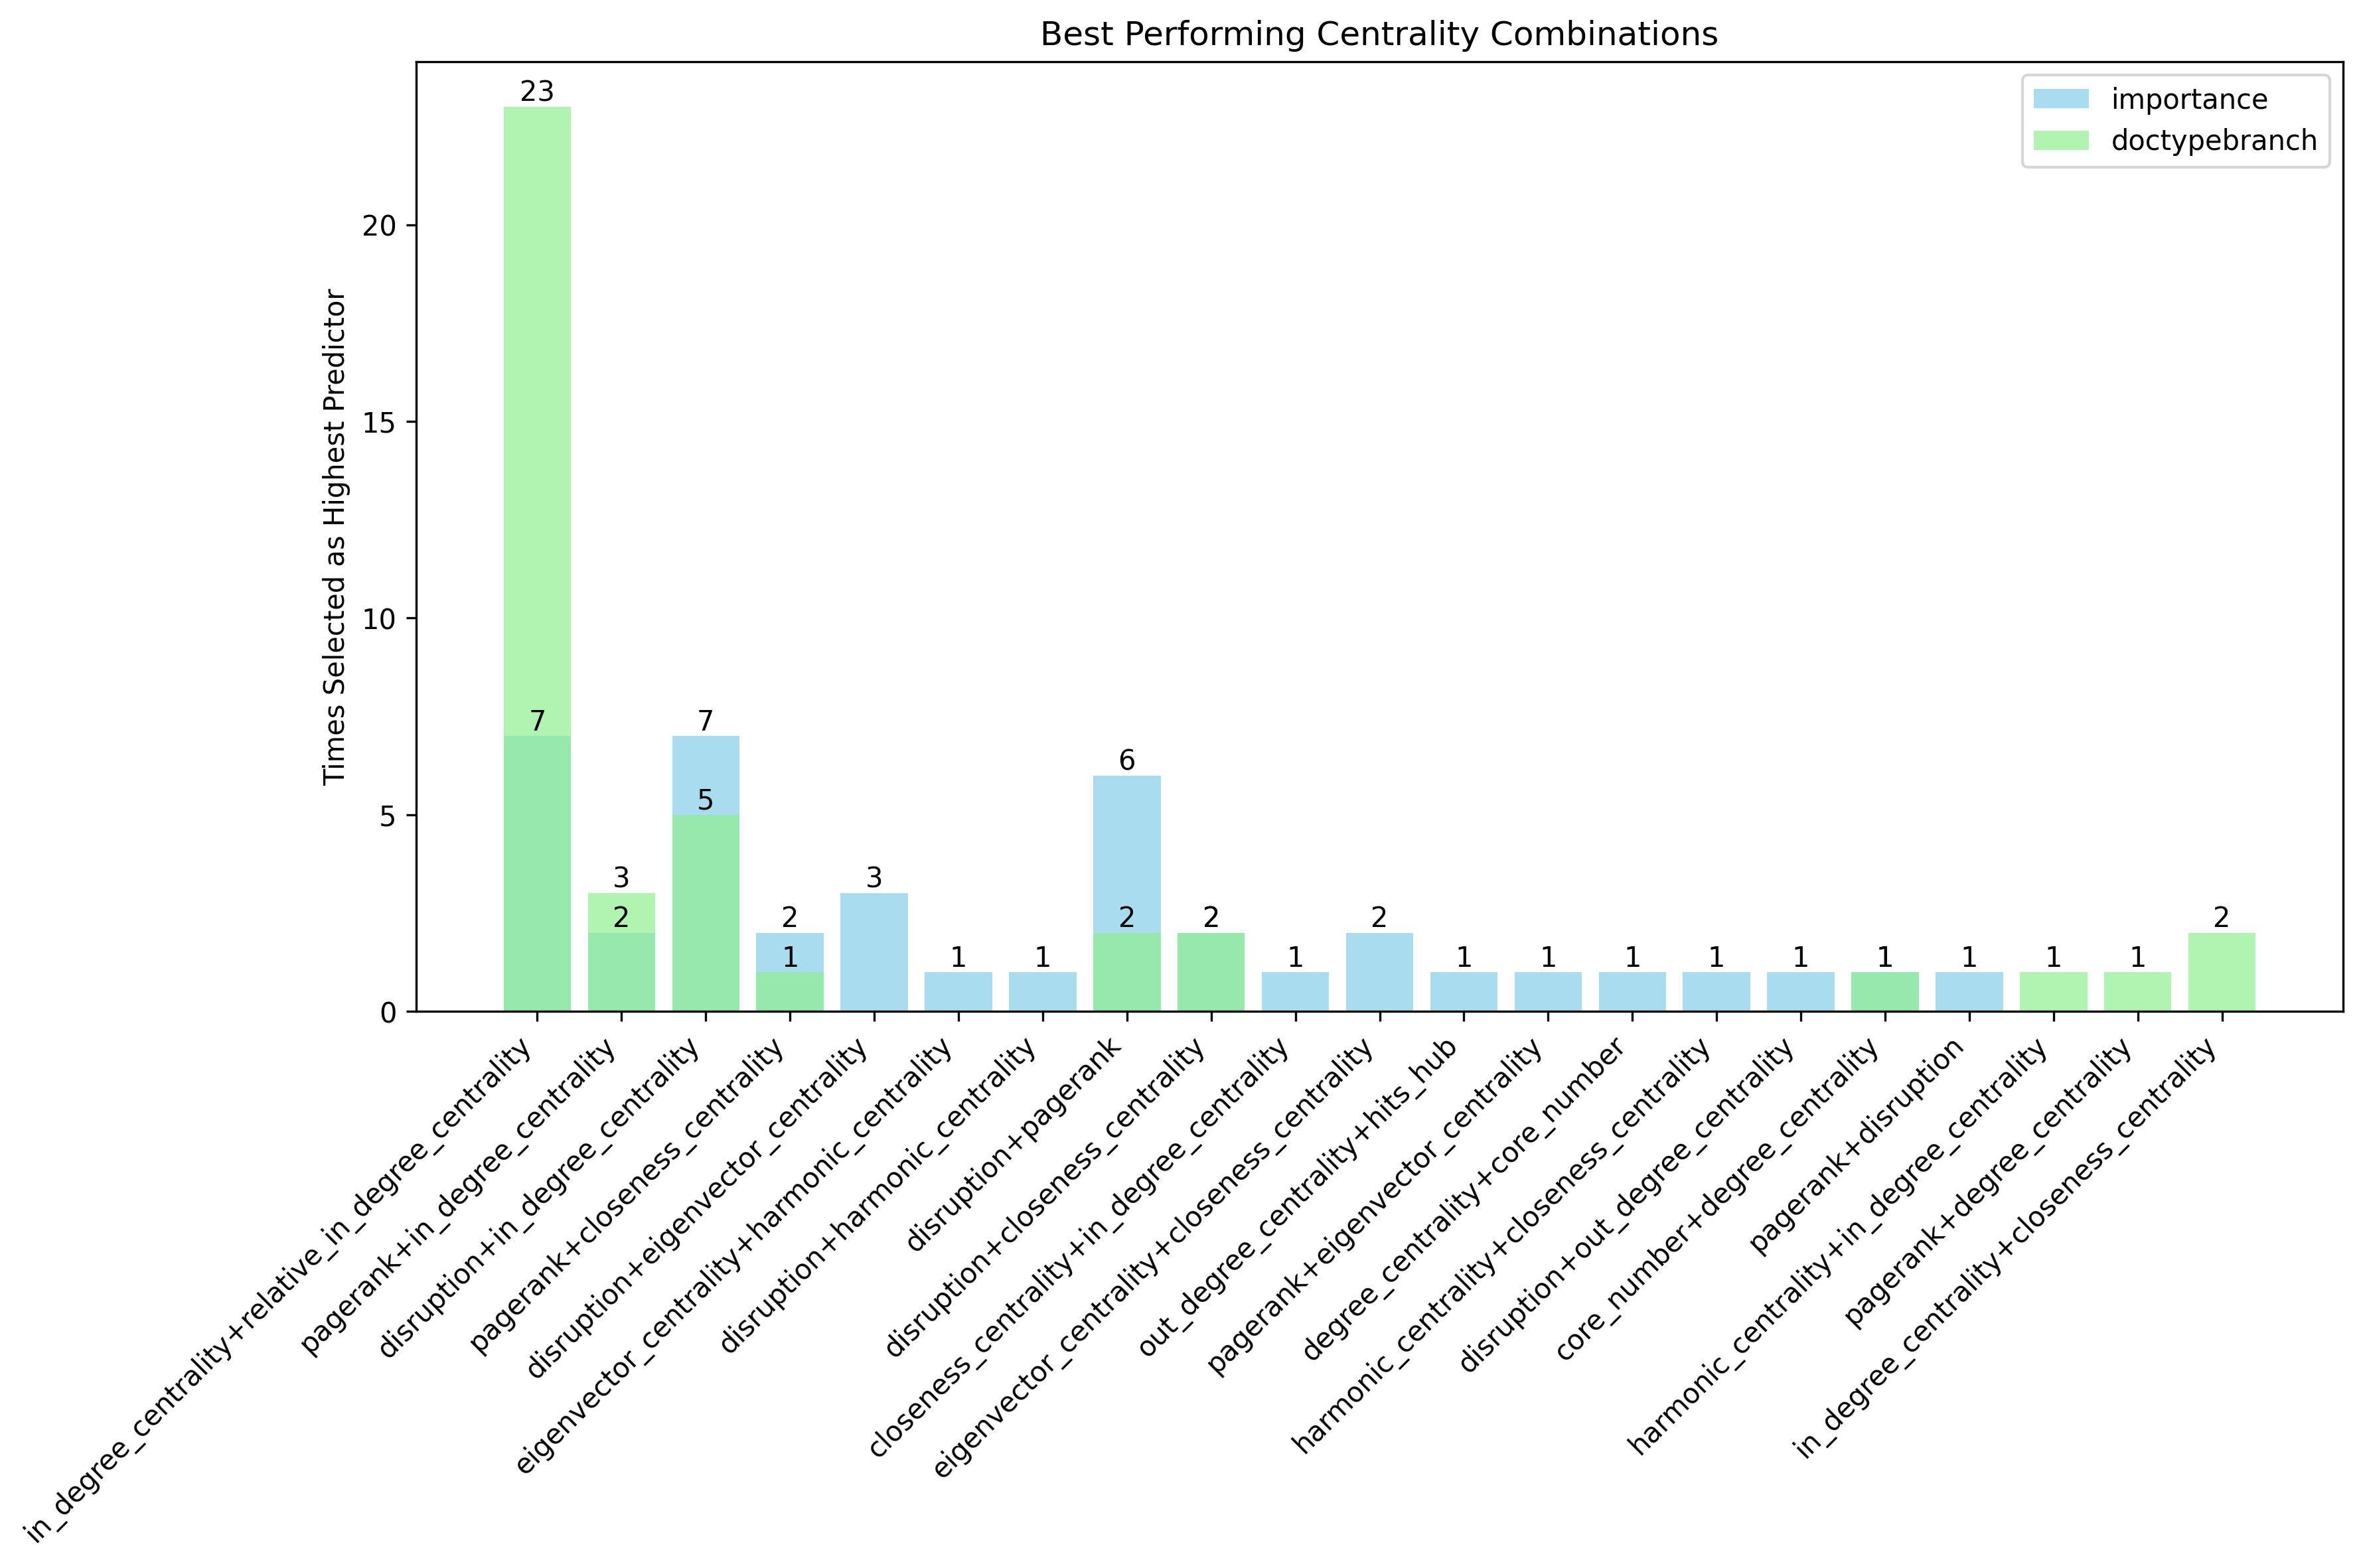 Best Performing Centrality Combinations
importance
doctypebranch
Times Selected as Highest Predictor
20
15
10
5
0
23
7
3
2
7
5
2
1
3
1
1
6
2
2
1
2
1
1
1
1
1
1
1
1
1
2
in_degree_centrality+relative_in_degree_centrality
pagerank+in_degree_centrality
disruption+in_degree_centrality
pagerank+closeness_centrality
disruption+eigenvector_centrality
eigenvector_centrality+harmonic_centrality
disruption+harmonic_centrality
disruption+pagerank
disruption+closeness_centrality
closeness_centrality+in_degree_centrality
eigenvector_centrality+closeness_centrality
out_degree_centrality+hits_hub
pagerank+eigenvector_centrality
degree_centrality+core_number
harmonic_centrality+closeness_centrality
disruption+out_degree_centrality
core_number+degree_centrality
pagerank+disruption
harmonic_centrality+in_degree_centrality
pagerank+degree_centrality
in_degree_centrality+closeness_centrality